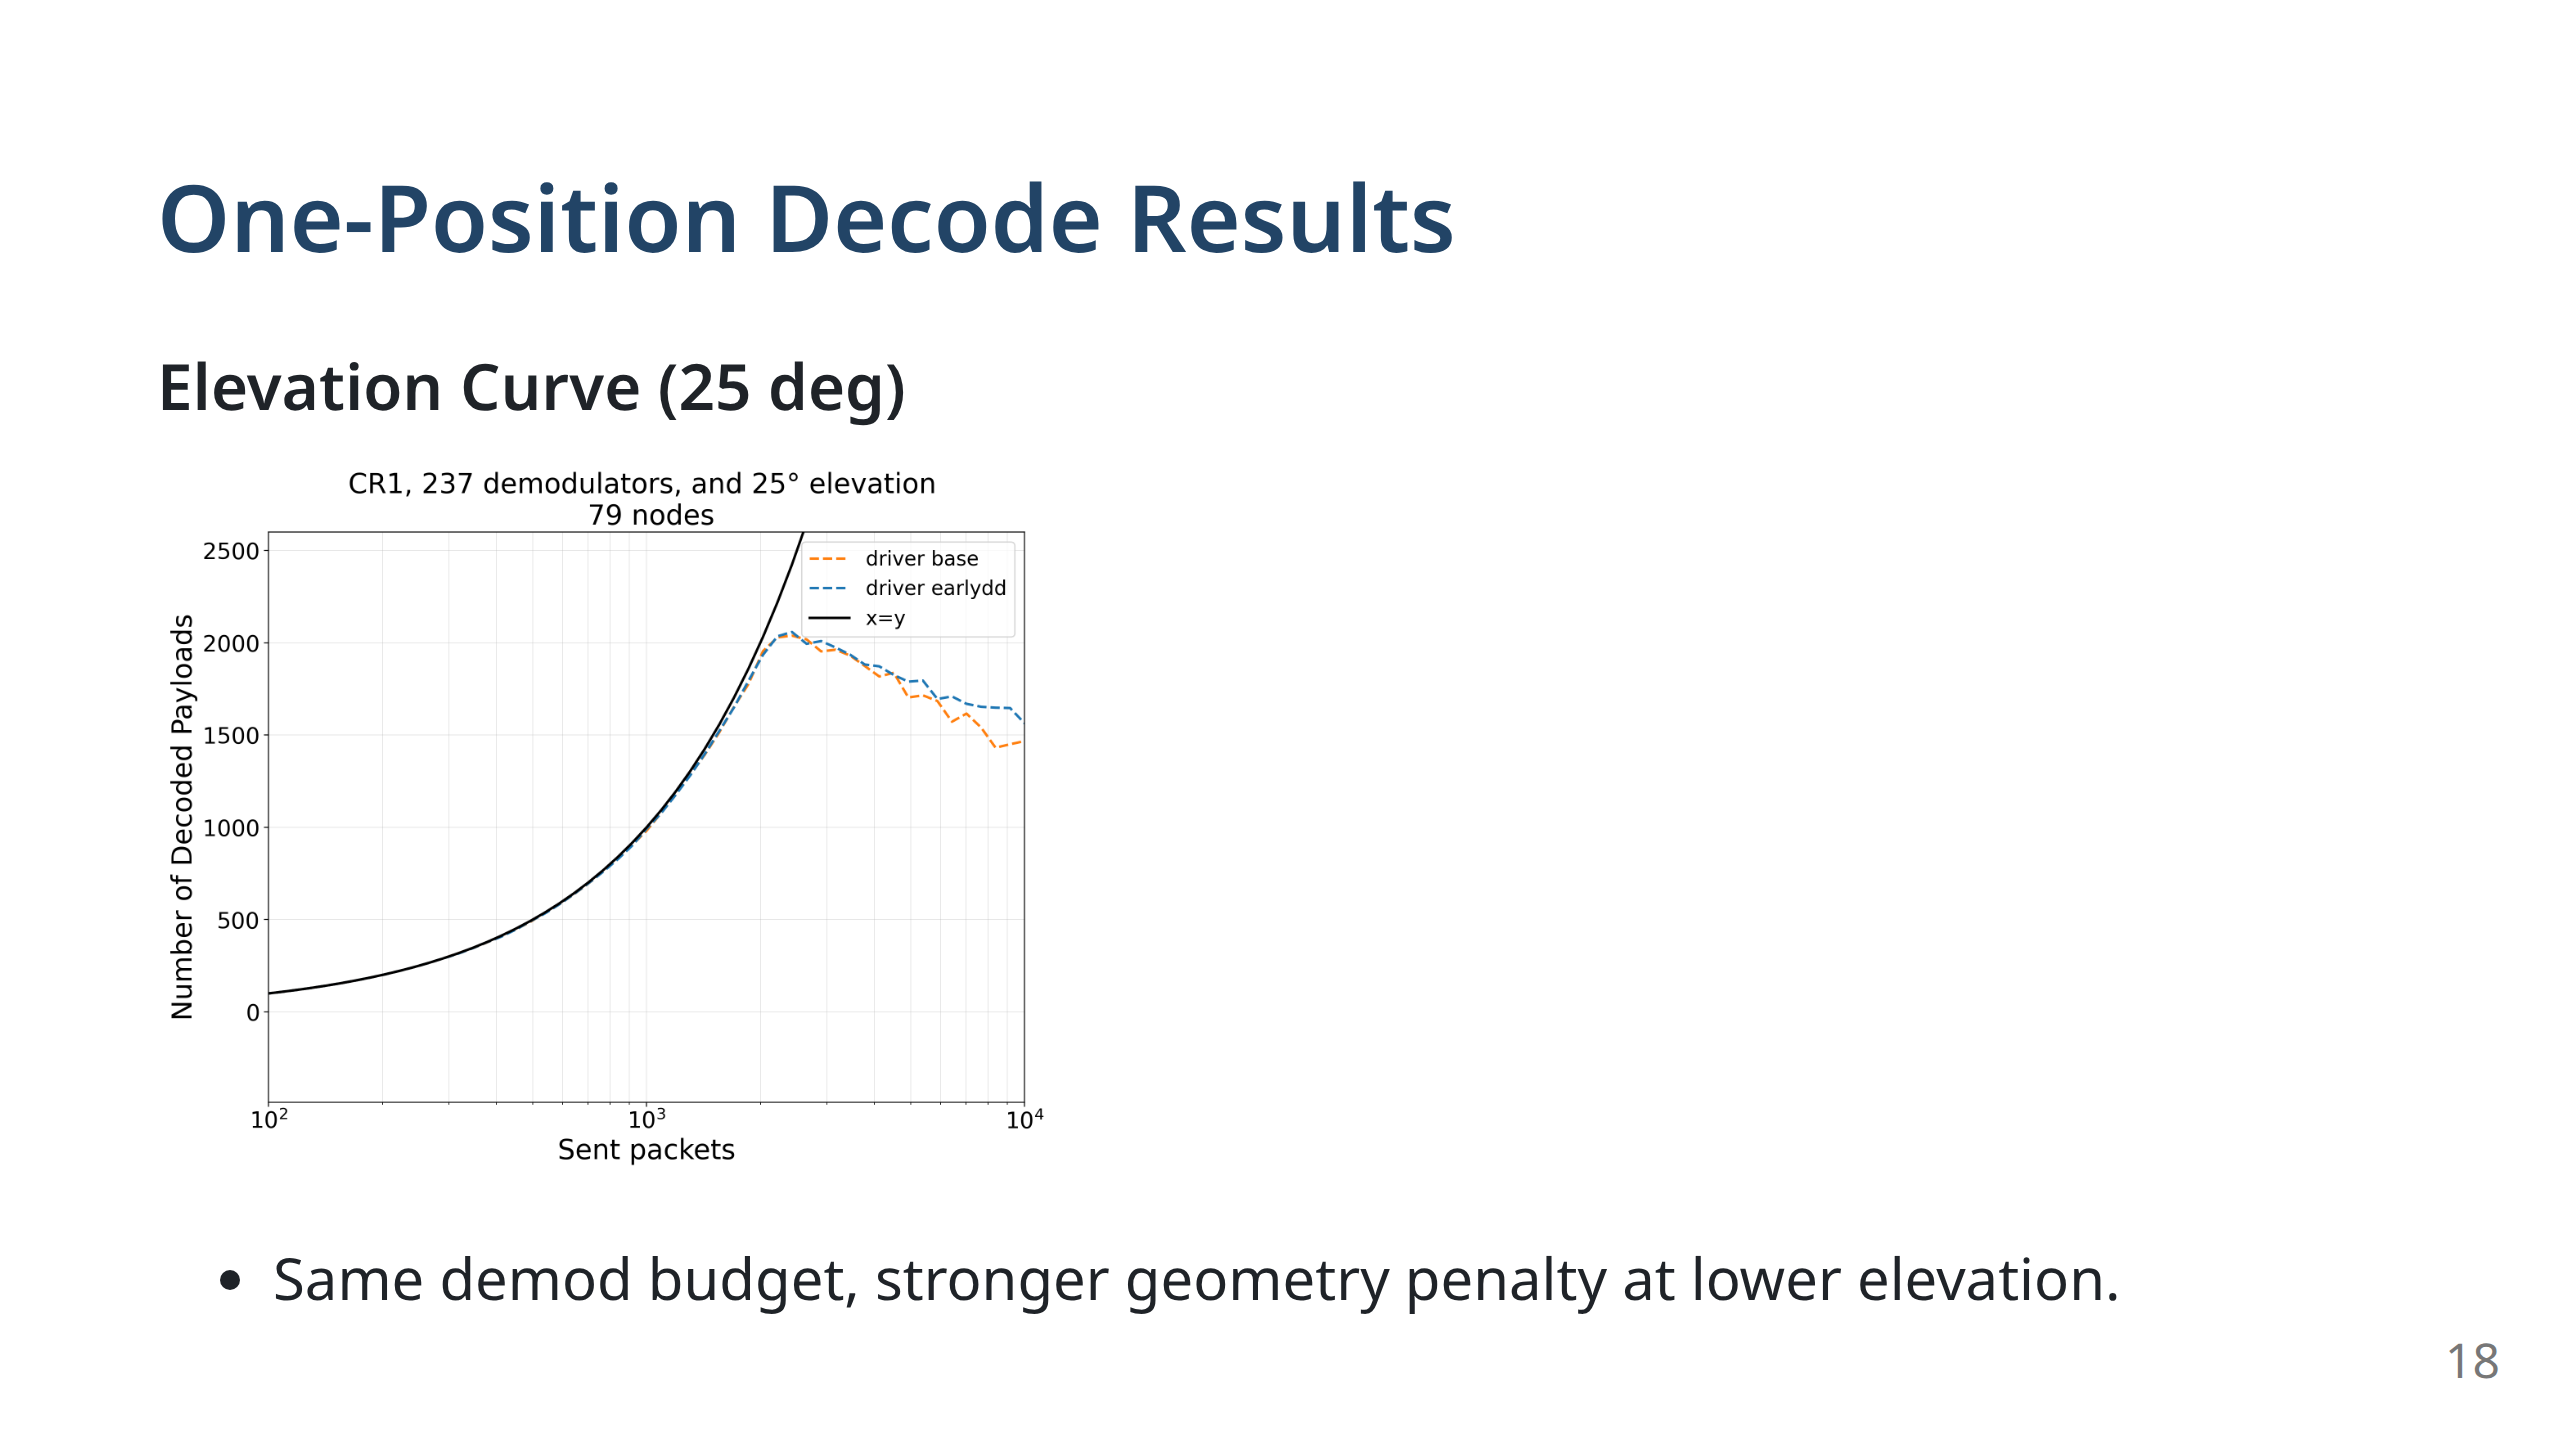 One-Position Decode Results
Elevation Curve (25 deg)
CR1, 237 demodulators, and 25° elevation
79 nodes
2500
2000
1500
1000
500
0
Number of Decoded Payloads
driver base
driver earlydd
x=y
10²
10³
10⁴
Sent packets
• Same demod budget, stronger geometry penalty at lower elevation.
18